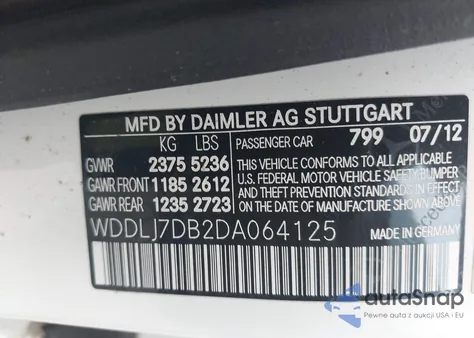 MFD BY DAIMLER AG STUTTGART
KG LBS PASSENGER CAR 799 07/12
GVWR 2375 5236 THIS VEHICLE CONFORMS TO ALL APPLICABLE
GAWR FRONT 1185 2612 U.S. FEDERAL MOTOR VEHICLE SAFETY BUMPER
GAWR REAR 1235 2723 AND THEFT PREVENTION STANDARDS IN EFFECT
ON THE DATE OF MANUFACTURE SHOWN ABOVE.
WDDLJ7DB2DA064125 MADE IN GERMANY
autoSnap
Pewne auta z aukcji USA i EU